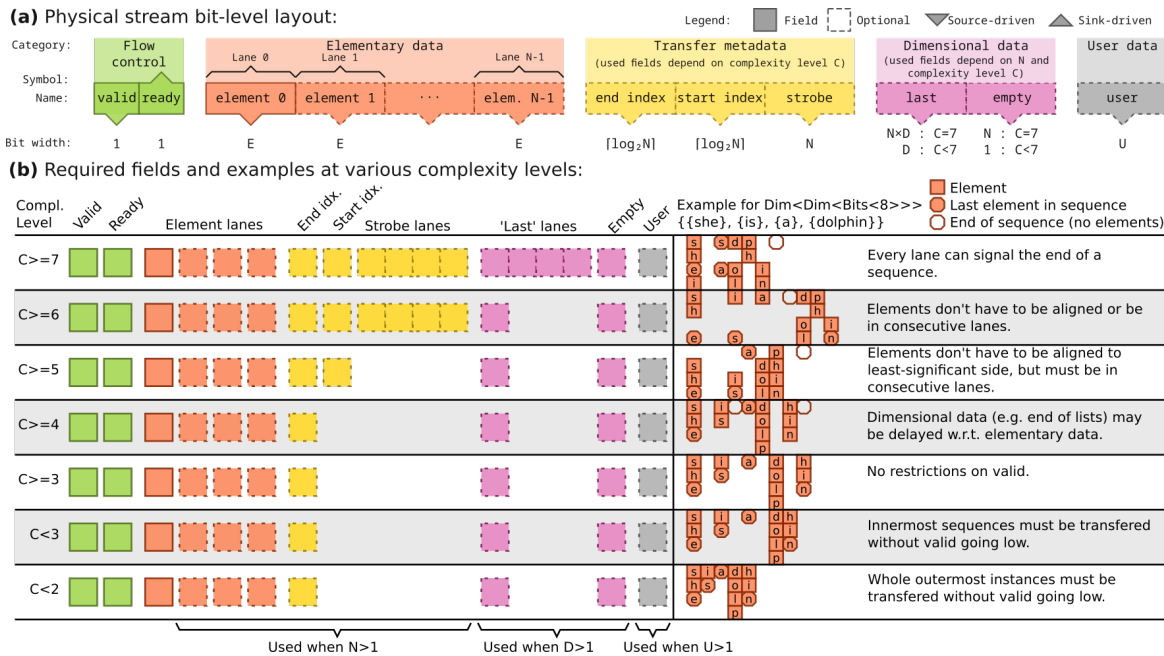 (a) Physical stream bit-level layout:
Legend: Field Optional Source-driven Sink-driven
Category: Flow control Elementary data Transfer metadata Dimensional data User data
Lane 0 Lane 1 Lane N-1 (used fields depend on complexity level C) (used fields depend on N and complexity level C)
Symbol:
Name: valid ready element 0 element 1 ... elem. N-1 end index start index strobe last empty user
Bit width: 1 1 E E E ⌈log₂N⌉ ⌈log₂N⌉ N N×D : C=7 N : C=7 U
D : C<7 1 : C<7
(b) Required fields and examples at various complexity levels:
Compl. Level Valid Ready Element lanes End idx. Start idx. Strobe lanes 'Last' lanes Empty User
Example for Dim<Dim<Bits<8>>>
{{she}, {is}, {a}, {dolphin}}
Element
Last element in sequence
End of sequence (no elements)
C>=7
s s d p
h h
e a o i
i l n
Every lane can signal the end of a
sequence.
C>=6
s i a d p
h h
o i
e s l n
Elements don't have to be aligned or be
in consecutive lanes.
C>=5
a p
s d h
h i o i
e s l n
Elements don't have to be aligned to
least-significant side, but must be in
consecutive lanes.
C>=4
s i a d h
h s o i
e l n
p
Dimensional data (e.g. end of lists) may
be delayed w.r.t. elementary data.
C>=3
s i a d h
h s o i
e l n
p
No restrictions on valid.
C<3
s i a d h
h s o i
e l n
p
Innermost sequences must be transfered
without valid going low.
C<2
s i a d h
h s o i
e l n
p
Whole outermost instances must be
transfered without valid going low.
Used when N>1 Used when D>1 Used when U>1